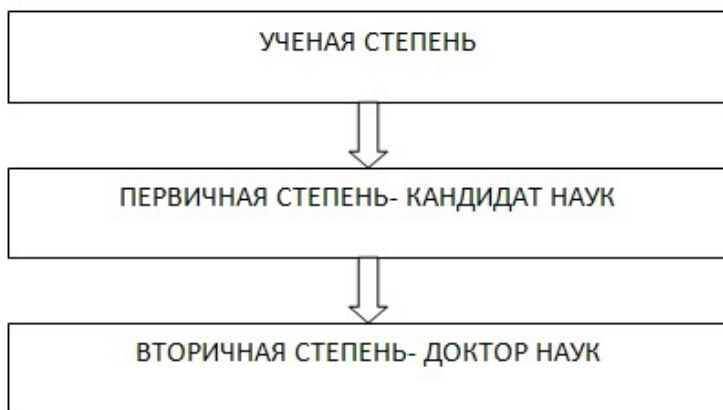 УЧЕНАЯ СТЕПЕНЬ
ПЕРВИЧНАЯ СТЕПЕНЬ- КАНДИДАТ НАУК
ВТОРИЧНАЯ СТЕПЕНЬ- ДОКТОР НАУК